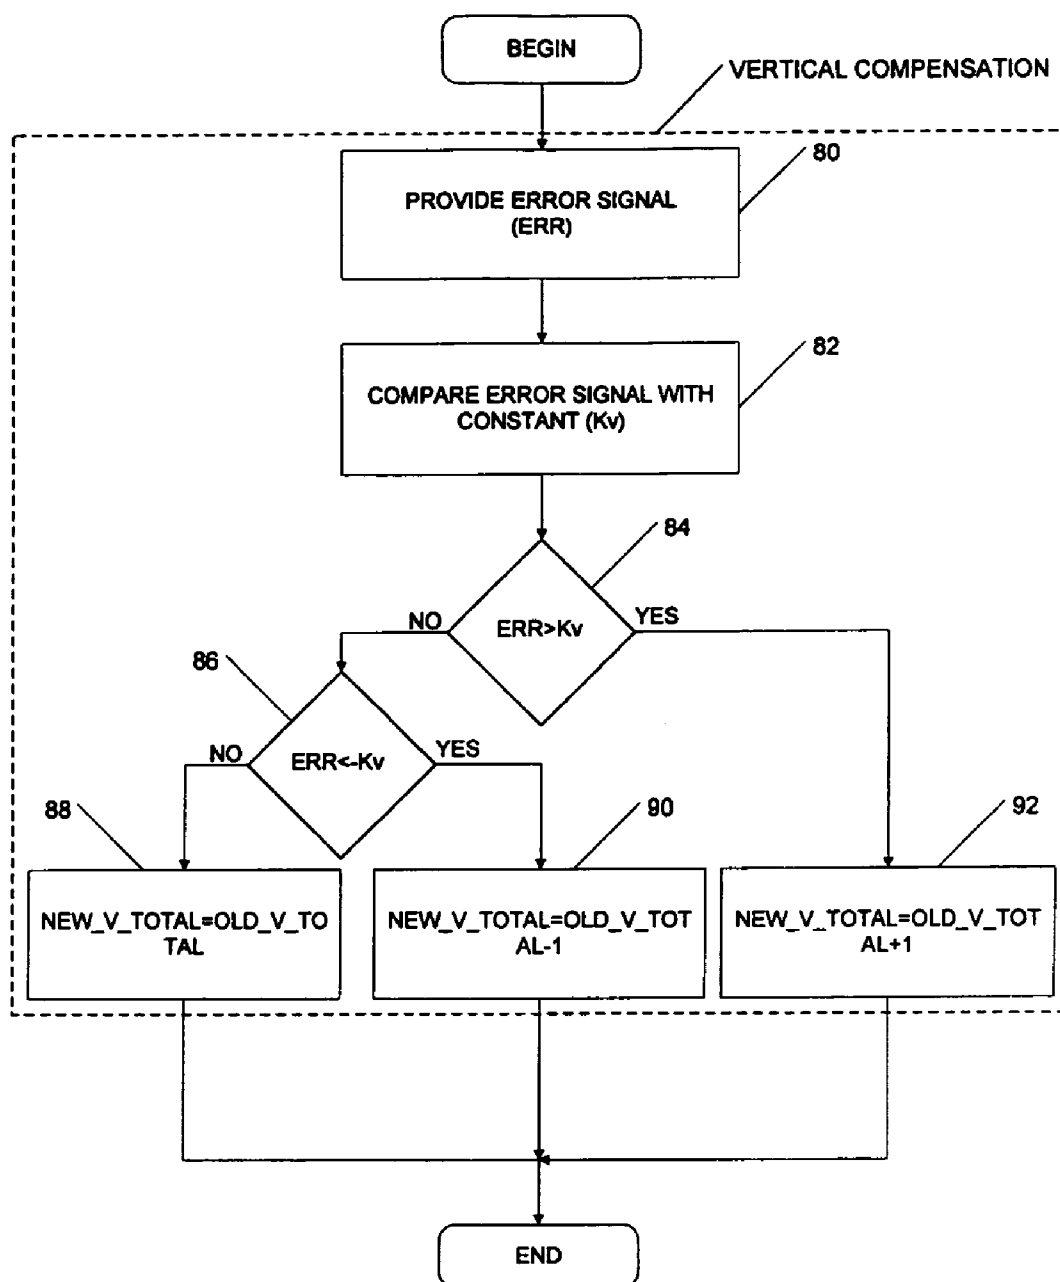 BEGIN
VERTICAL COMPENSATION
80
PROVIDE ERROR SIGNAL
(ERR)
82
COMPARE ERROR SIGNAL WITH
CONSTANT (Kv)
84
NO
ERR>Kv
YES
86
NO
ERR<-Kv
YES
88
90
92
NEW_V_TOTAL=OLD_V_TO
TAL
NEW_V_TOTAL=OLD_V_TOT
AL-1
NEW_V_TOTAL=OLD_V_TOT
AL+1
END